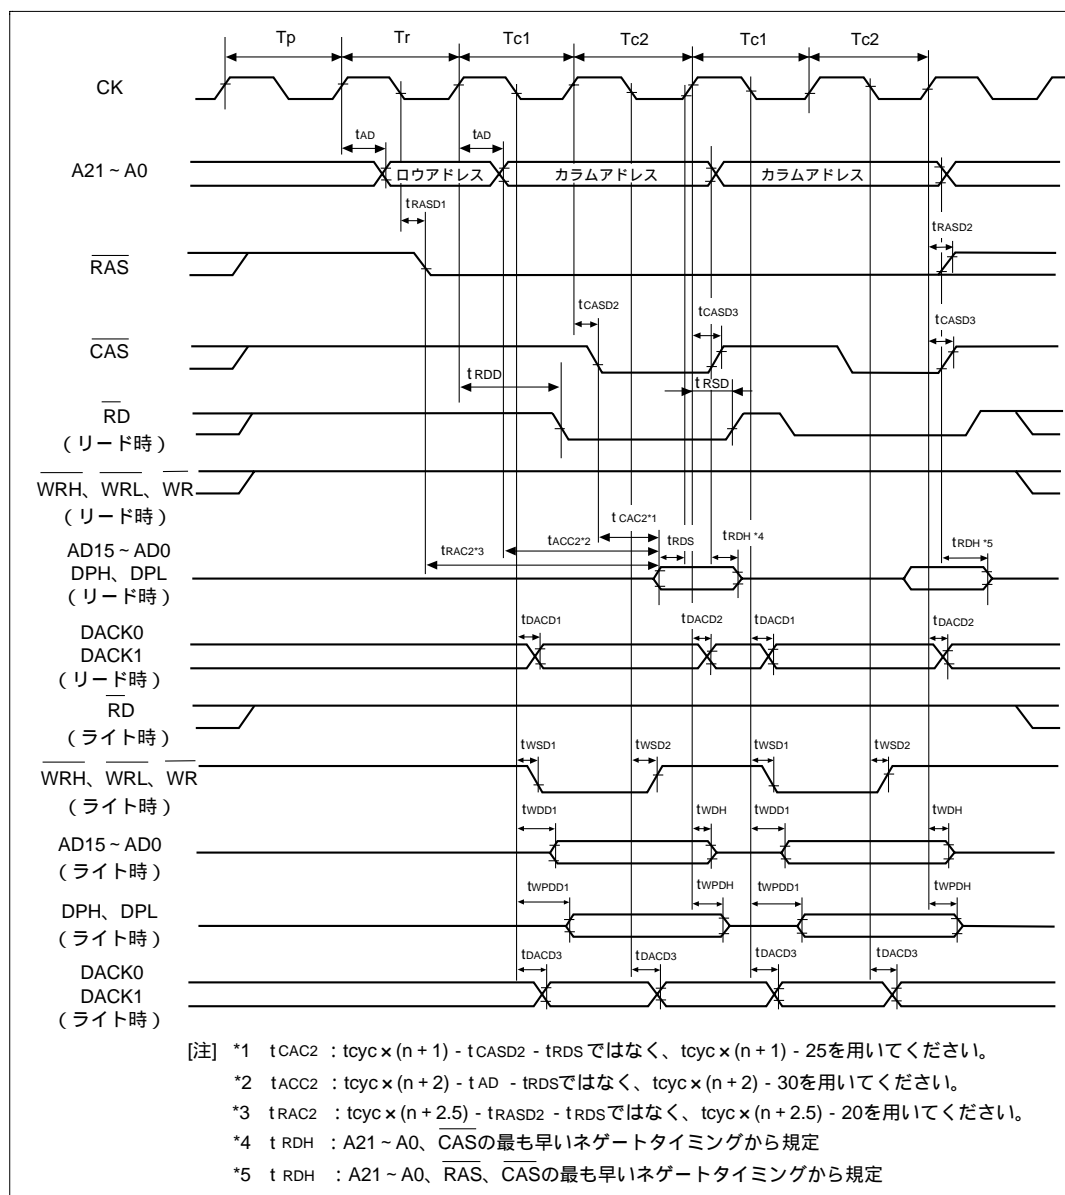 Tp Tr Tc1 Tc2 Tc1 Tc2
CK
tAD tAD
A21 ~ A0 ロウアドレス カラムアドレス カラムアドレス
tRASD1 tRASD2
RAS
tCASD2 tCASD3 tCASD3
CAS
tRDD tRSD
RD
(リード時)
WRH、WRL、WR
(リード時)
tCAC2*1
tACC2*2 tRDS tRDH *4
AD15 ~ AD0 tRAC2*3 tRDH *5
DPH、DPL
(リード時)
tDACD1 tDACD2 tDACD1 tDACD2
DACK0
DACK1
(リード時)
RD
(ライト時)
tWSD1 tWSD2 tWSD1 tWSD2
WRH、WRL、WR
(ライト時)
tWDD1 tWDH tWDD1 tWDH
AD15 ~ AD0
(ライト時)
tWPDD1 tWPDH tWPDD1 tWPDH
DPH、DPL
(ライト時)
tDACD3 tDACD3 tDACD3 tDACD3
DACK0
DACK1
(ライト時)
[注] *1 tCAC2 : tcyc × (n + 1) - tCASD2 - tRDS ではなく、tcyc × (n + 1) - 25を用いてください。
*2 tACC2 : tcyc × (n + 2) - tAD - tRDSではなく、tcyc × (n + 2) - 30を用いてください。
*3 tRAC2 : tcyc × (n + 2.5) - tRASD2 - tRDSではなく、tcyc × (n + 2.5) - 20を用いてください。
*4 tRDH : A21 ~ A0、CASの最も早いネゲートタイミングから規定
*5 tRDH : A21 ~ A0、RAS、CASの最も早いネゲートタイミングから規定